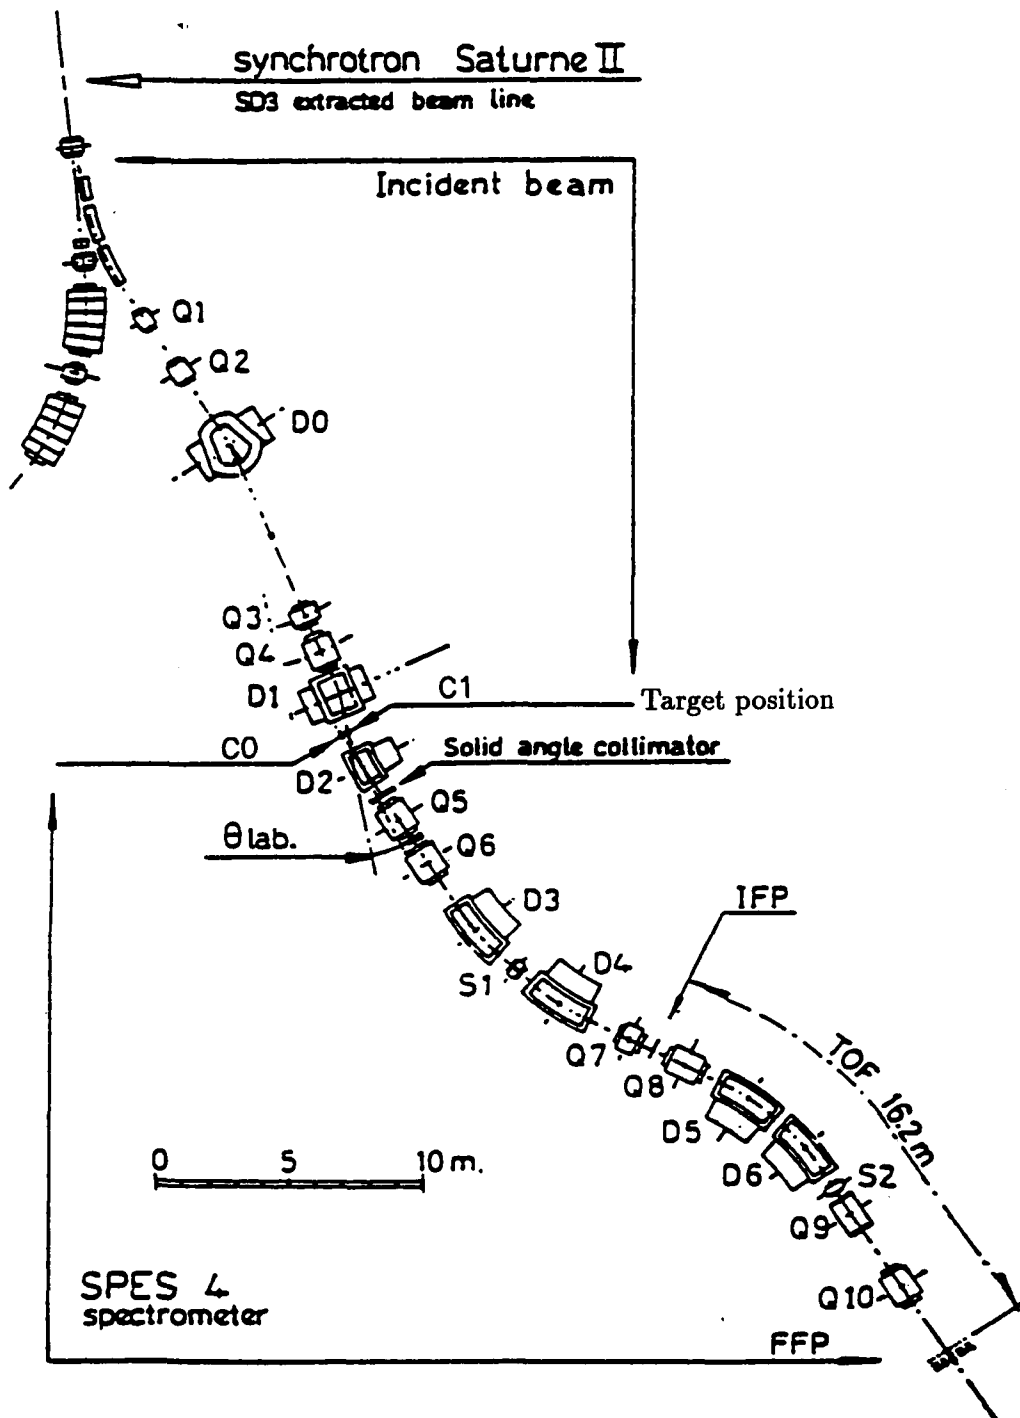 synchrotron Saturne II
SD3 extracted beam line
Incident beam
Q1
Q2
D0
Q3
Q4
D1
C1
Target position
C0
Solid angle collimator
D2
Q5
θ lab.
Q6
D3
IFP
S1
D4
Q7
TOF 16.2 m
Q8
D5
0 5 10 m.
D6
S2
Q9
SPES 4
spectrometer
Q10
FFP